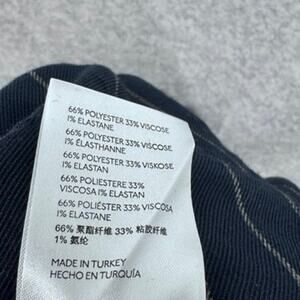 66% POLYESTER 33% VISCOSE
1% ELASTANE
66% POLYESTER 33% VISCOSE
1% ÉLASTHANNE
66% POLYESTER 33% VISKOSE
1% ELASTAN
66% POLIESTERE 33%
VISCOSA 1% ELASTAN
66% POLIÉSTER 33% VISCOSA
1% ELASTANE
66% 聚酯纤维 33% 粘胶纤维
1% 氨纶
MADE IN TURKEY
HECHO EN TURQUÍA